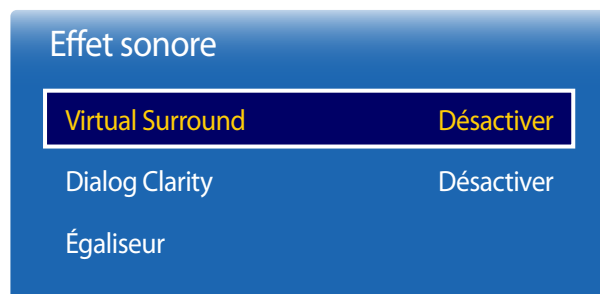 Effet sonore
Virtual Surround Désactiver
Dialog Clarity Désactiver
Égaliseur